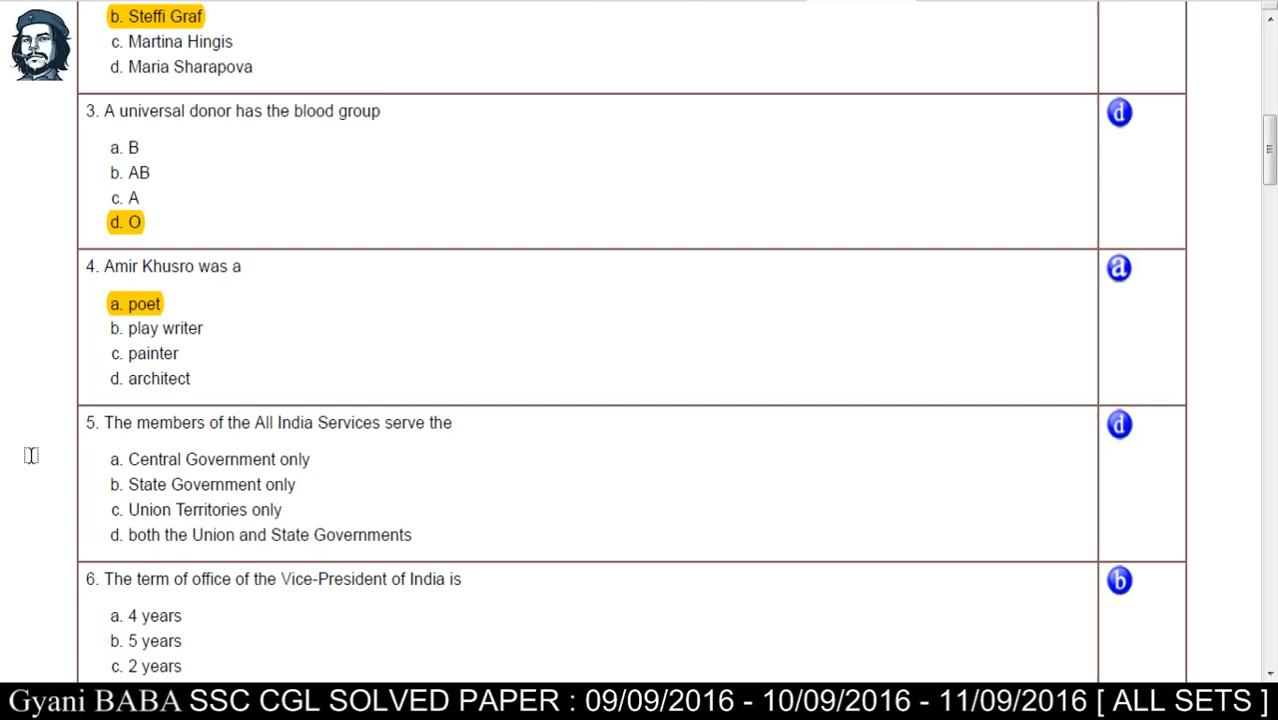 b. Steffi Graf
c. Martina Hingis
d. Maria Sharapova
3. A universal donor has the blood group
d
a. B
b. AB
c. A
d. O
4. Amir Khusro was a
a
a. poet
b. play writer
c. painter
d. architect
5. The members of the All India Services serve the
d
a. Central Government only
b. State Government only
c. Union Territories only
d. both the Union and State Governments
6. The term of office of the Vice-President of India is
b
a. 4 years
b. 5 years
c. 2 years
Gyani BABA SSC CGL SOLVED PAPER : 09/09/2016 - 10/09/2016 - 11/09/2016 [ ALL SETS ]